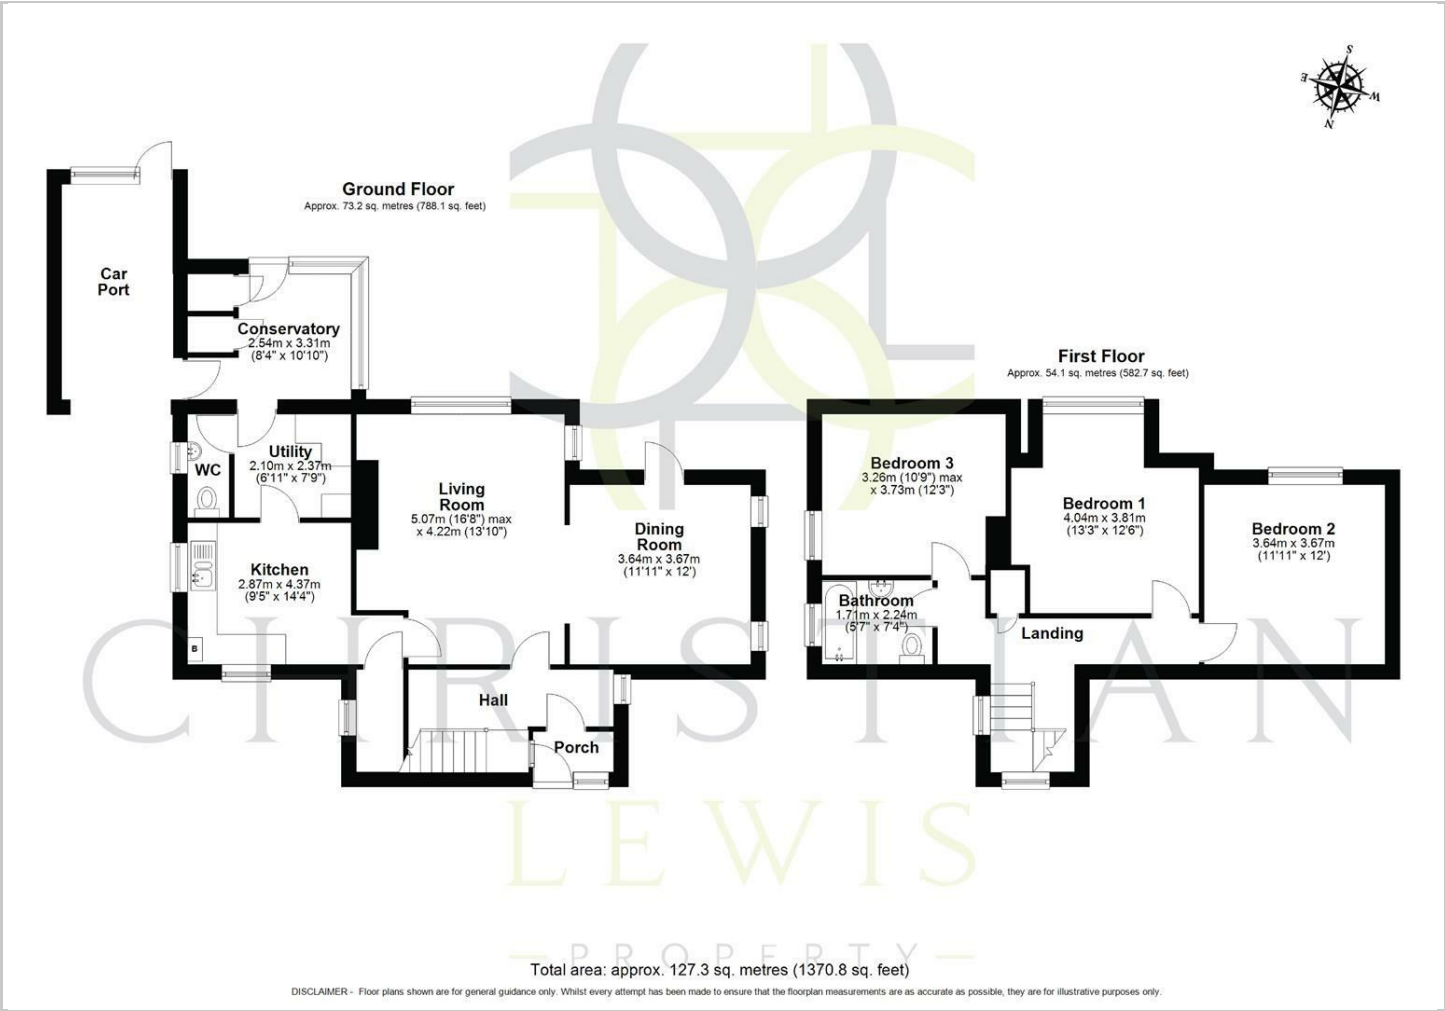 S
E
W
N
Ground Floor
Approx. 73.2 sq. metres (788.1 sq. feet)
Car
Port
Conservatory
2.54m x 3.31m
(8'4" x 10'10")
Utility
2.10m x 2.37m
(6'11" x 7'9")
WC
Living
Room
5.07m (16'8") max
x 4.22m (13'10")
Dining
Room
3.64m x 3.67m
(11'11" x 12')
Kitchen
2.87m x 4.37m
(9'5" x 14'4")
B
Hall
Porch
First Floor
Approx. 54.1 sq. metres (582.7 sq. feet)
Bedroom 3
3.26m (10'9") max
x 3.73m (12'3")
Bedroom 1
4.04m x 3.81m
(13'3" x 12'6")
Bedroom 2
3.64m x 3.67m
(11'11" x 12')
Bathroom
1.71m x 2.24m
(5'7" x 7'4")
Landing
CHRISTIAN
LEWIS
PROPERTY
Total area: approx. 127.3 sq. metres (1370.8 sq. feet)
DISCLAIMER - Floor plans shown are for general guidance only. Whilst every attempt has been made to ensure that the floorplan measurements are as accurate as possible, they are for illustrative purposes only.